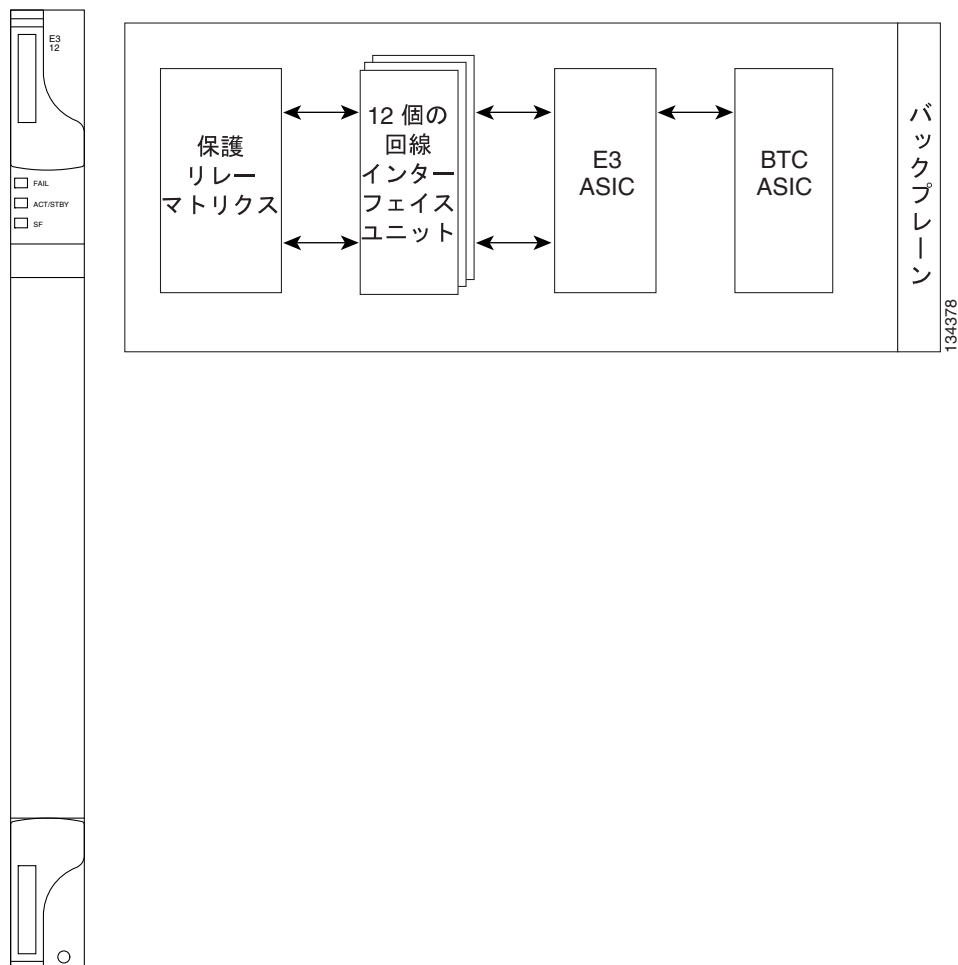 E3
12
FAIL
ACT/STBY
SF
保護
リレー
マトリクス
12 個の
回線
インター
フェイス
ユニット
E3
ASIC
BTC
ASIC
バックプレーン
134378